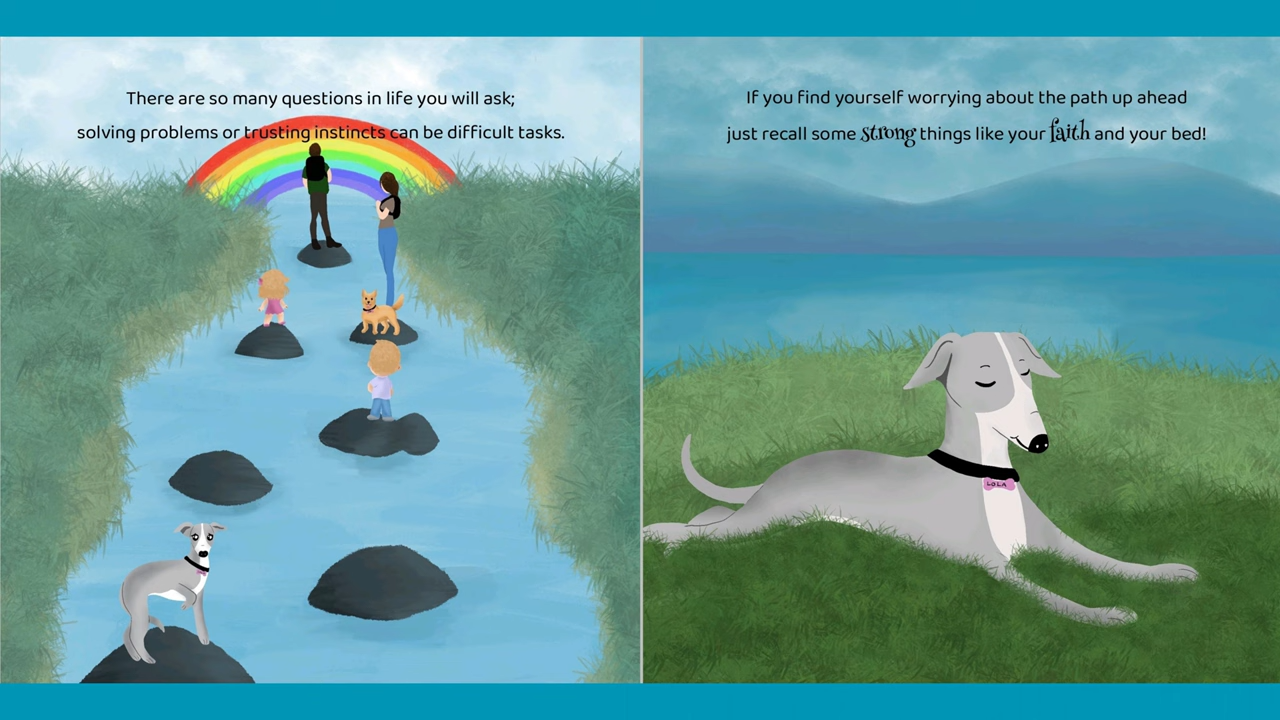 There are so many questions in life you will ask;
solving problems or trusting instincts can be difficult tasks.
If you find yourself worrying about the path up ahead
just recall some strong things like your faith and your bed!
LOLA